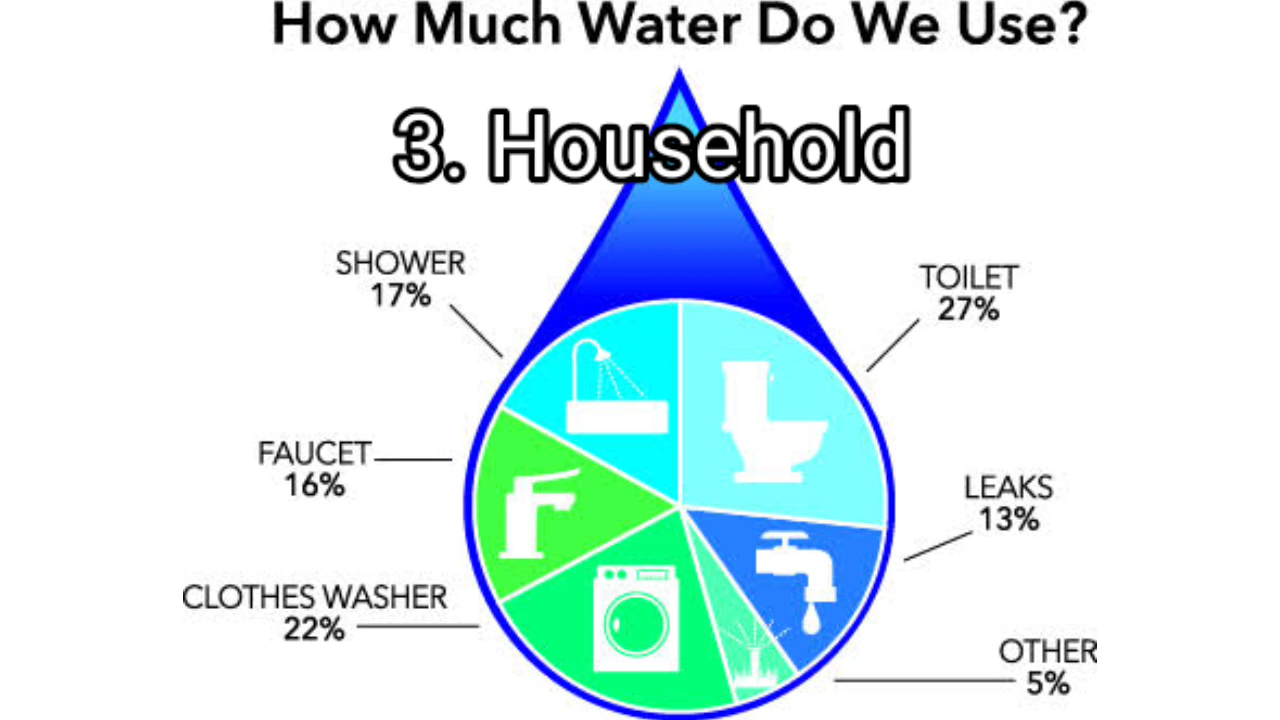 How Much Water Do We Use?
3. Household
SHOWER
17%
TOILET
27%
FAUCET
16%
LEAKS
13%
CLOTHES WASHER
22%
OTHER
5%